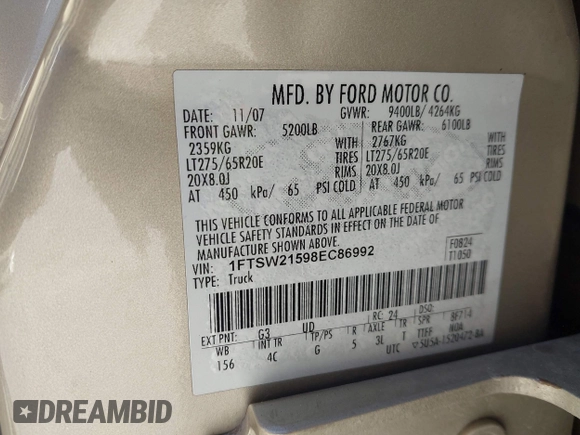 MFD. BY FORD MOTOR CO.
DATE: 11/07 GVWR: 9400LB/ 4264KG
FRONT GAWR: 5200LB REAR GAWR: 6100LB
2359KG WITH 2767KG WITH
LT275/65R20E TIRES LT275/65R20E TIRES
20X8.0J RIMS 20X8.0J RIMS
AT 450 kPa/ 65 PSI COLD AT 450 kPa/ 65 PSI COLD
THIS VEHICLE CONFORMS TO ALL APPLICABLE FEDERAL MOTOR
VEHICLE SAFETY STANDARDS IN EFFECT ON THE DATE OF
MANUFACTURE SHOWN ABOVE.
VIN: 1FTSW21598EC86992 F0824
TYPE: Truck T1050
EXT PNT: G3 UD RC: 24 DSO:
WB INT TR TP/PS R AXLE TR SPR 8F714
156 4C G 5 3L T TTFF NOA
UTC
DREAMBID